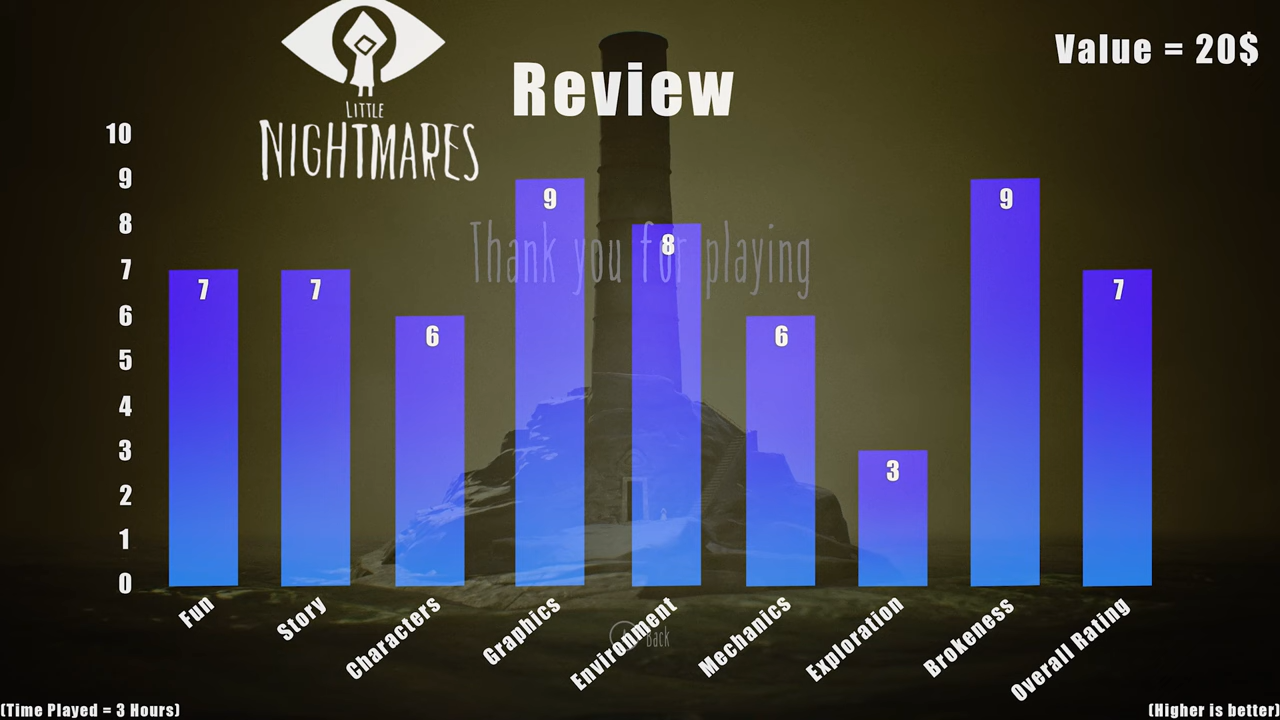 Value = 20$
Review
LITTLE
NIGHTMARES
10
9
8
7
6
5
4
3
2
1
0
7
7
6
9
8
6
3
9
7
Thank you for playing
Fun
Story
Characters
Graphics
Environment
Mechanics
Exploration
Brokeness
Overall Rating
Back
(Time Played = 3 Hours)
(Higher is better)